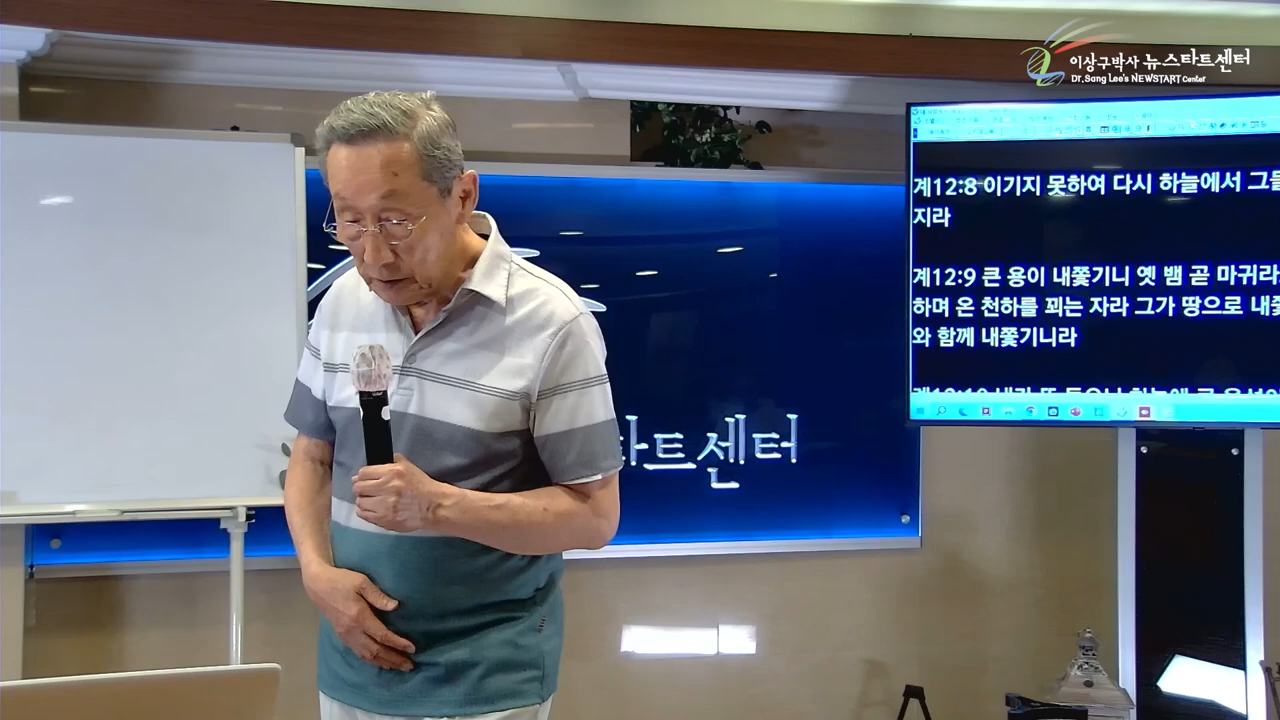 이상구박사 뉴스타트센터
Dr. Sang Lee's NEWSTART Center
계12:8 이기지 못하여 다시 하늘에서
지라
계12:9 큰 용이 내쫓기니 옛 뱀 곧 마귀라
하며 온 천하를 꾀는 자라 그가 땅으로
와 함께 내쫓기니라
타트센터